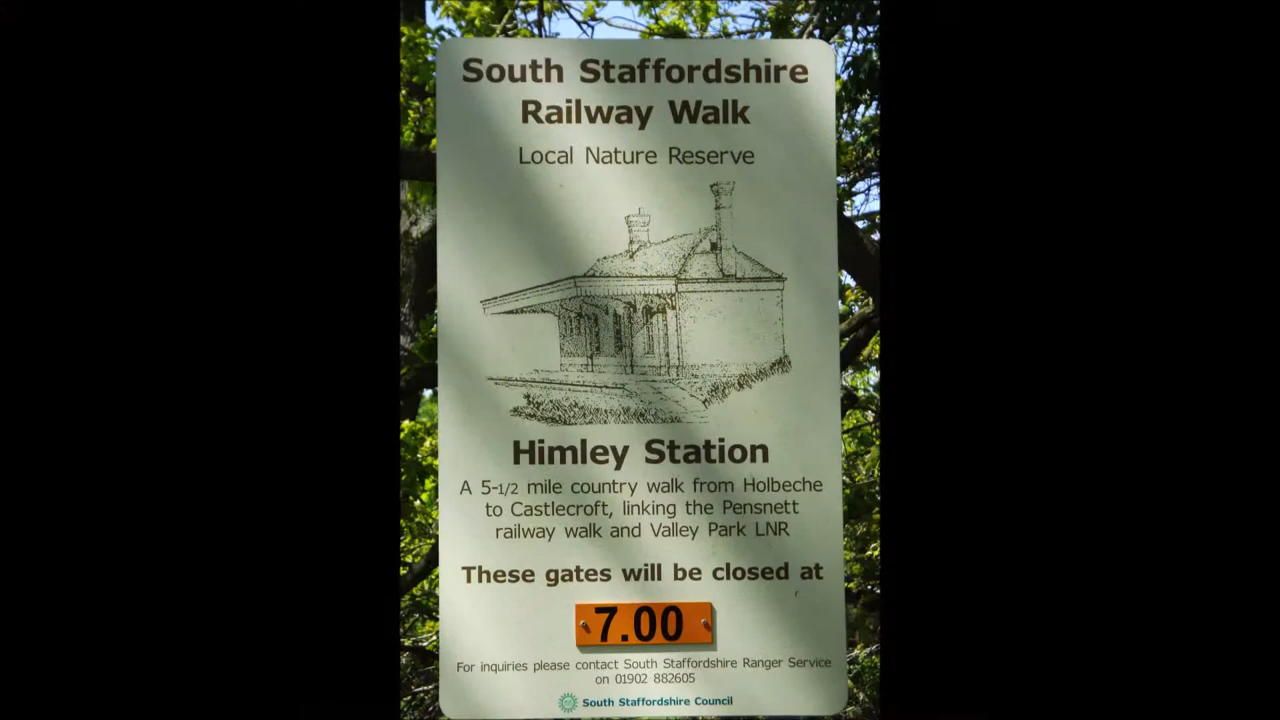 South Staffordshire
Railway Walk
Local Nature Reserve
Himley Station
A 5-1/2 mile country walk from Holbeche
to Castlecroft, linking the Pensnett
railway walk and Valley Park LNR
These gates will be closed at
7.00
For inquiries please contact South Staffordshire Ranger Service
on 01902 882605
South Staffordshire Council